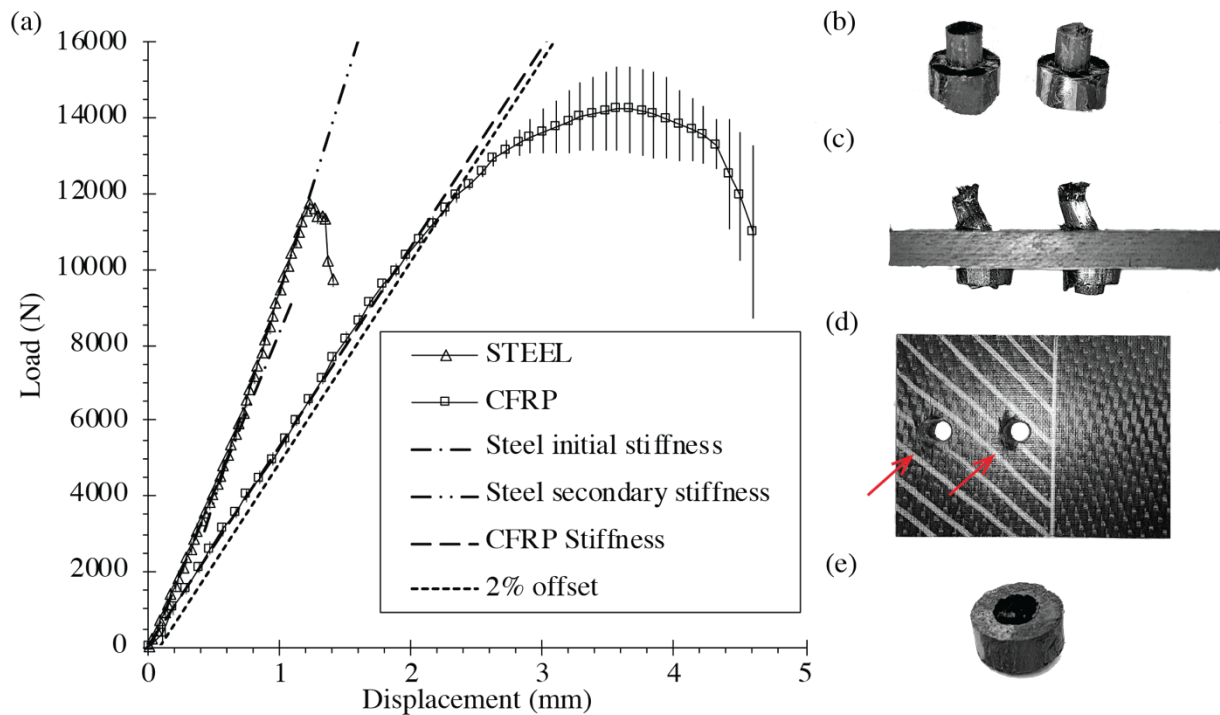 (a)
16000
14000
12000
10000
8000
6000
4000
2000
0
Load (N)
0
1
2
3
4
5
Displacement (mm)
STEEL
CFRP
Steel initial stiffness
Steel secondary stiffness
CFRP Stiffness
2% offset
(b)
(c)
(d)
(e)